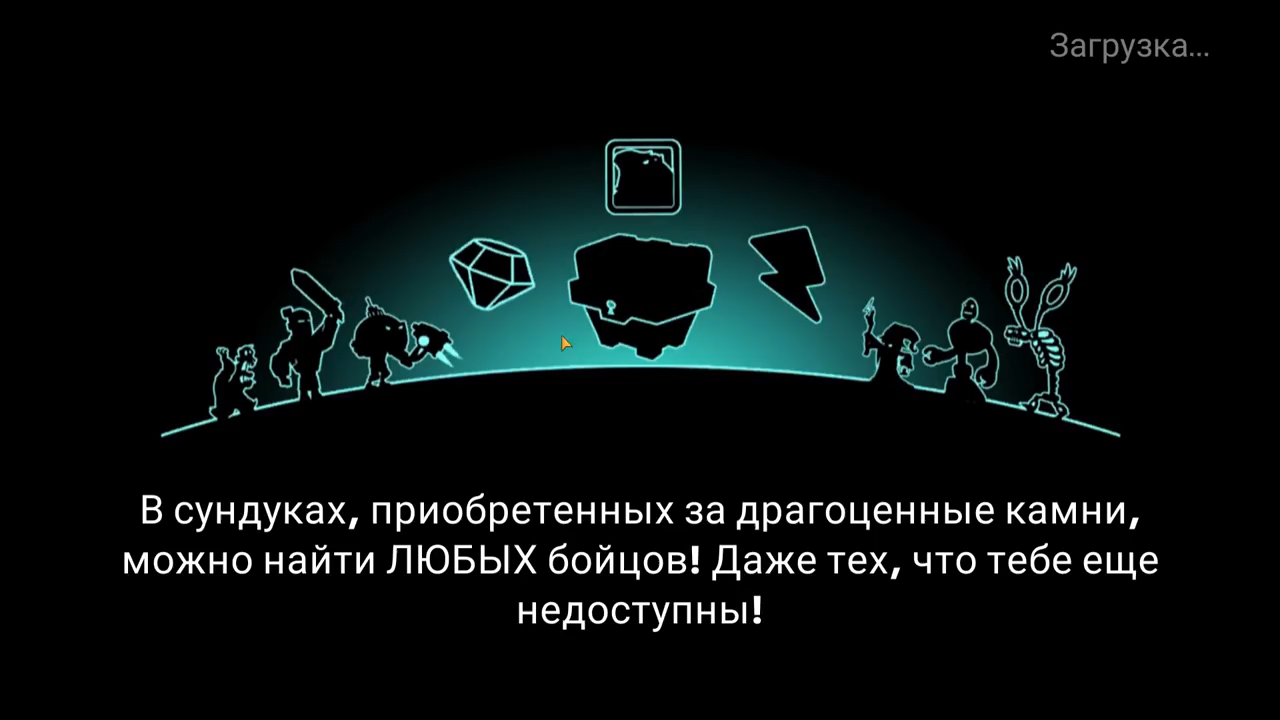 Загрузка...
В сундуках, приобретенных за драгоценные камни,
можно найти ЛЮБЫХ бойцов! Даже тех, что тебе еще
недоступны!